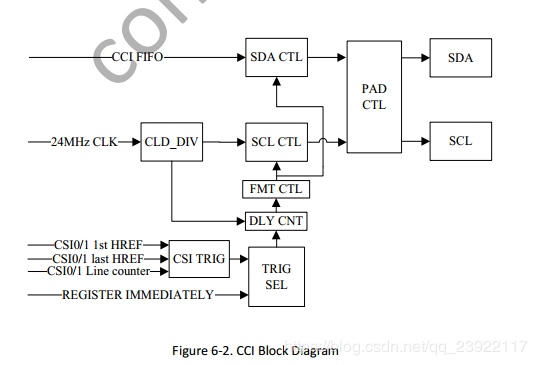 con
CCI FIFO
SDA CTL
SDA
PAD
CTL
24MHz CLK
CLD_DIV
SCL CTL
SCL
FMT CTL
DLY CNT
CSI0/1 1st HREF
CSI0/1 last HREF
CSI0/1 Line counter
CSI TRIG
TRIG
SEL
REGISTER IMMEDIATELY
Figure 6-2. CCI Block Diagram
blog.csdn.net/qq_23922117